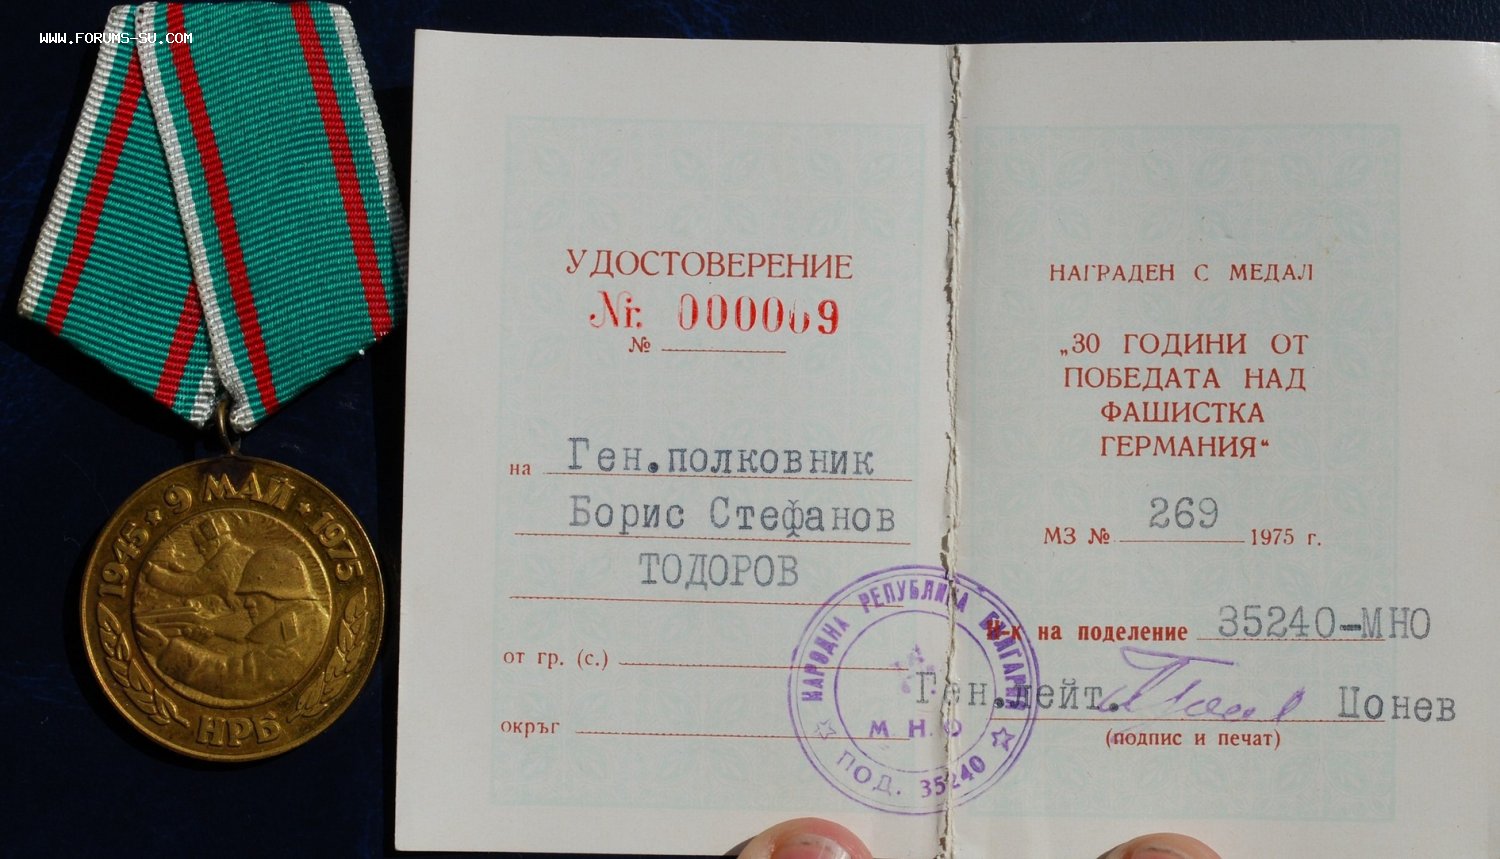 WWW.FORUMS-SU.COM
1945 ★ 9 МАЙ ★ 1975
НРБ
УДОСТОВЕРЕНИЕ
Nr. 000009
№
на Ген.полковник
Борис Стефанов
ТОДОРОВ
от гр. (с.)
окръг
НАРОДНА РЕПУБЛИКА БЪЛГАРИЯ
М.Н.О
ПОД. 35240
НАГРАДЕН С МЕДАЛ
„30 ГОДИНИ ОТ
ПОБЕДАТА НАД
ФАШИСТКА
ГЕРМАНИЯ“
МЗ № 269 1975 г.
Н-к на поделение 35240-МНО
Ген.лейт. Цонев
(подпис и печат)